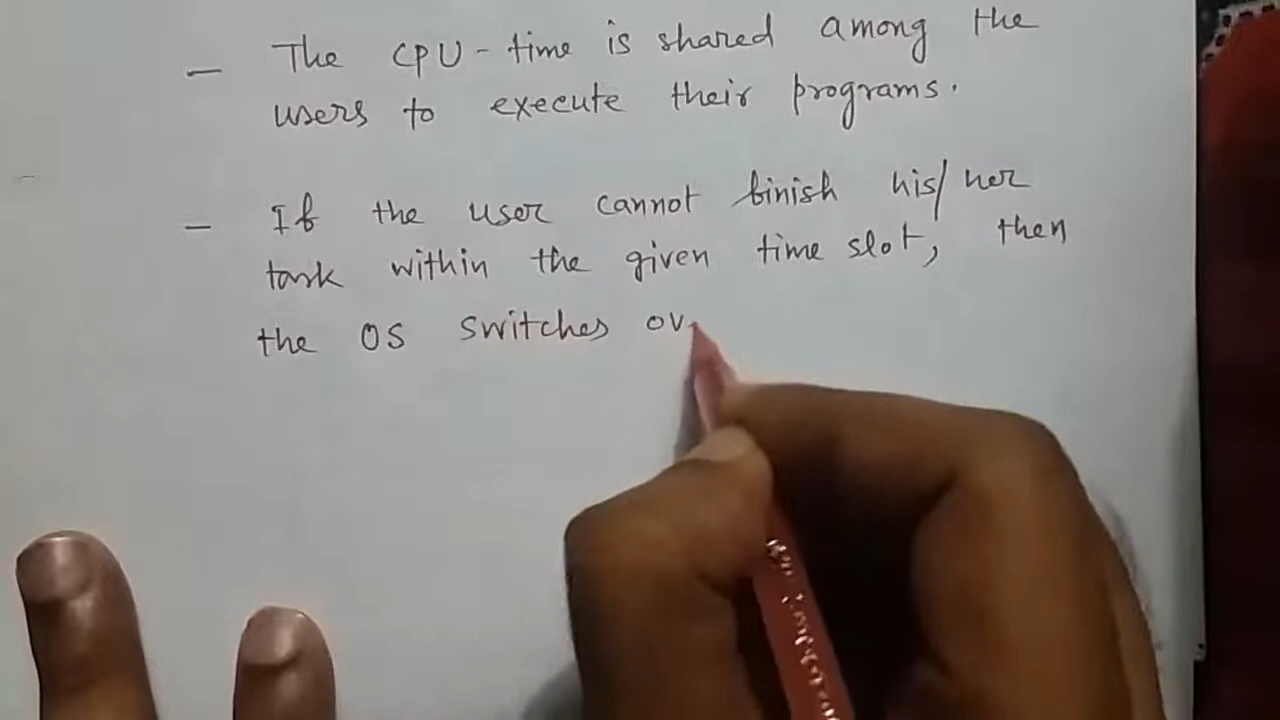 – The CPU-time is shared among the
users to execute their programs.
– If the user cannot finish his/her
task within the given time slot, then
the OS switches ov